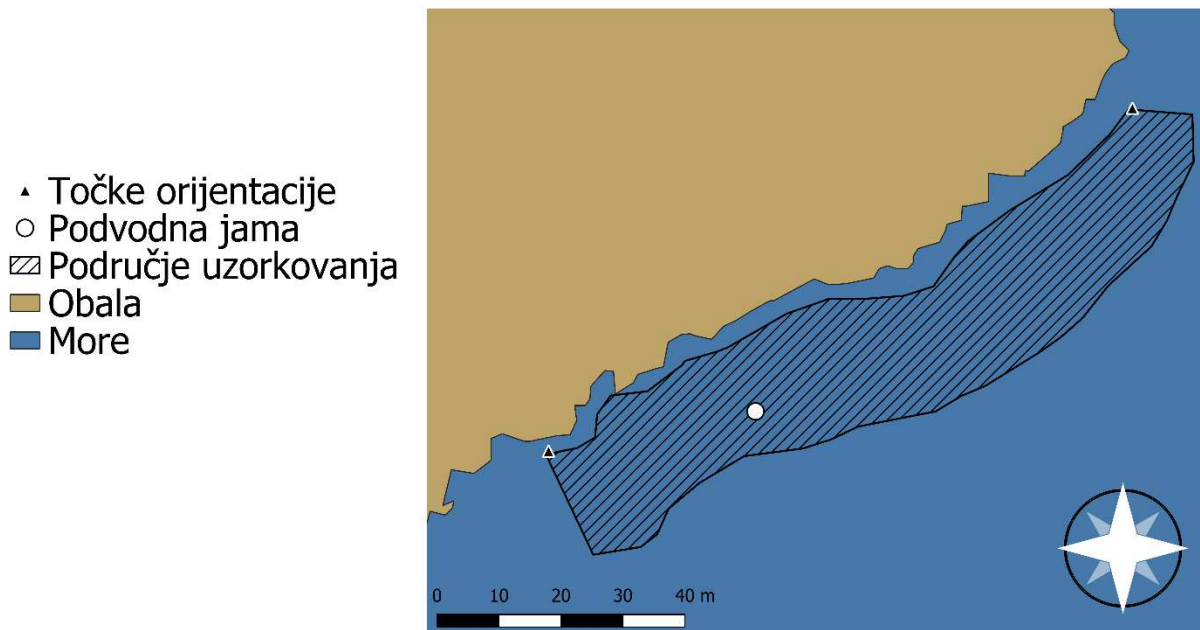 Točke orijentacije
Podvodna jama
Područje uzorkovanja
Obala
More
0 10 20 30 40 m